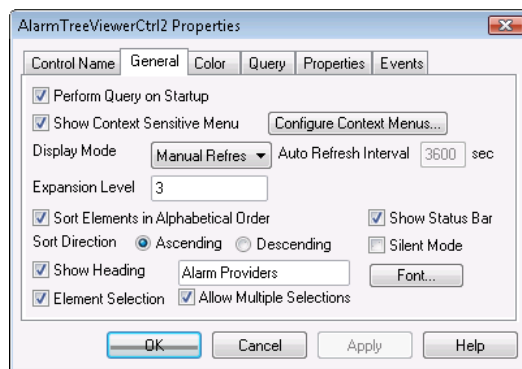 AlarmTreeViewerCtrl2 Properties
Control Name General Color Query Properties Events
Perform Query on Startup
Show Context Sensitive Menu Configure Context Menus...
Display Mode Manual Refres Auto Refresh Interval 3600 sec
Expansion Level 3
Sort Elements in Alphabetical Order Show Status Bar
Sort Direction Ascending Descending Silent Mode
Show Heading Alarm Providers Font...
Element Selection Allow Multiple Selections
OK Cancel Apply Help